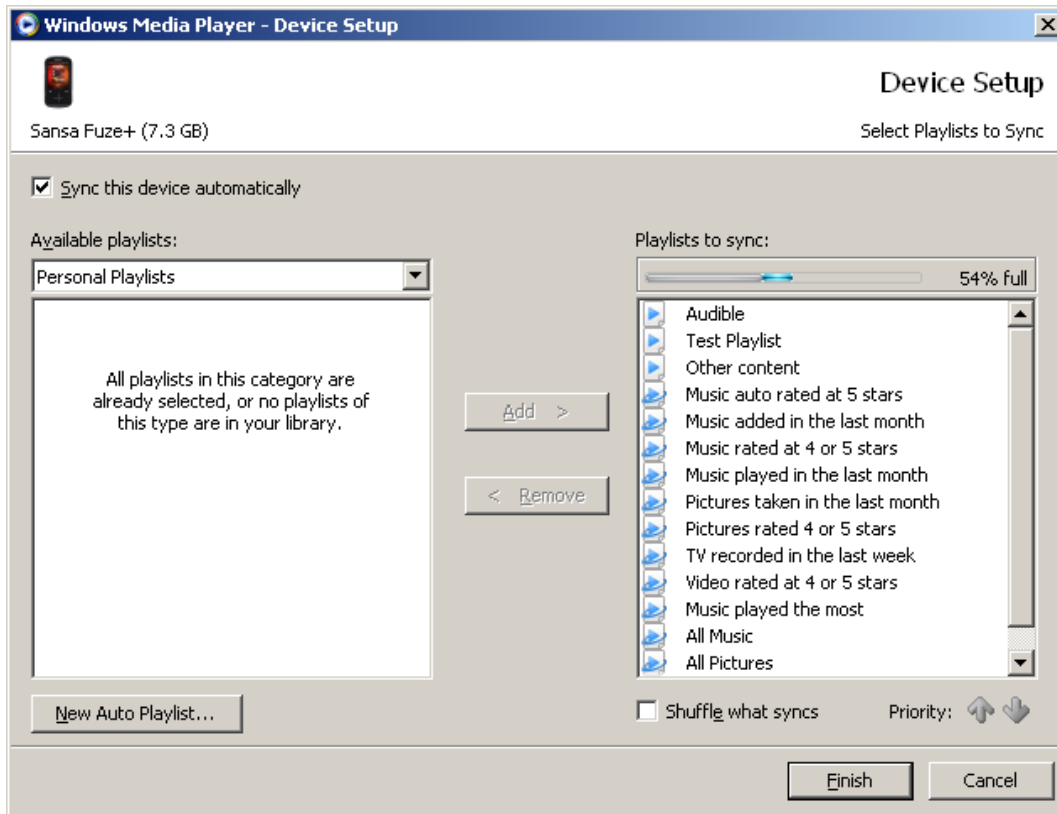 Windows Media Player - Device Setup
Device Setup
Sansa Fuze+ (7.3 GB)
Select Playlists to Sync
Sync this device automatically
Available playlists:
Personal Playlists
All playlists in this category are
already selected, or no playlists of
this type are in your library.
New Auto Playlist...
Add >
< Remove
Playlists to sync:
54% full
Audible
Test Playlist
Other content
Music auto rated at 5 stars
Music added in the last month
Music rated at 4 or 5 stars
Music played in the last month
Pictures taken in the last month
Pictures rated 4 or 5 stars
TV recorded in the last week
Video rated at 4 or 5 stars
Music played the most
All Music
All Pictures
Shuffle what syncs
Priority:
Finish
Cancel